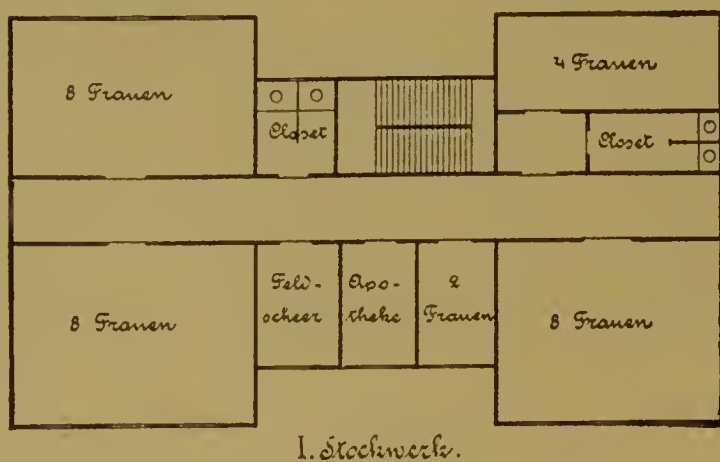 8 Frauen
4 Frauen
Closet
Closet
Feld-
scheer
Apo-
theke
2
Frauen
8 Frauen
8 Frauen
I. Stockwerk.